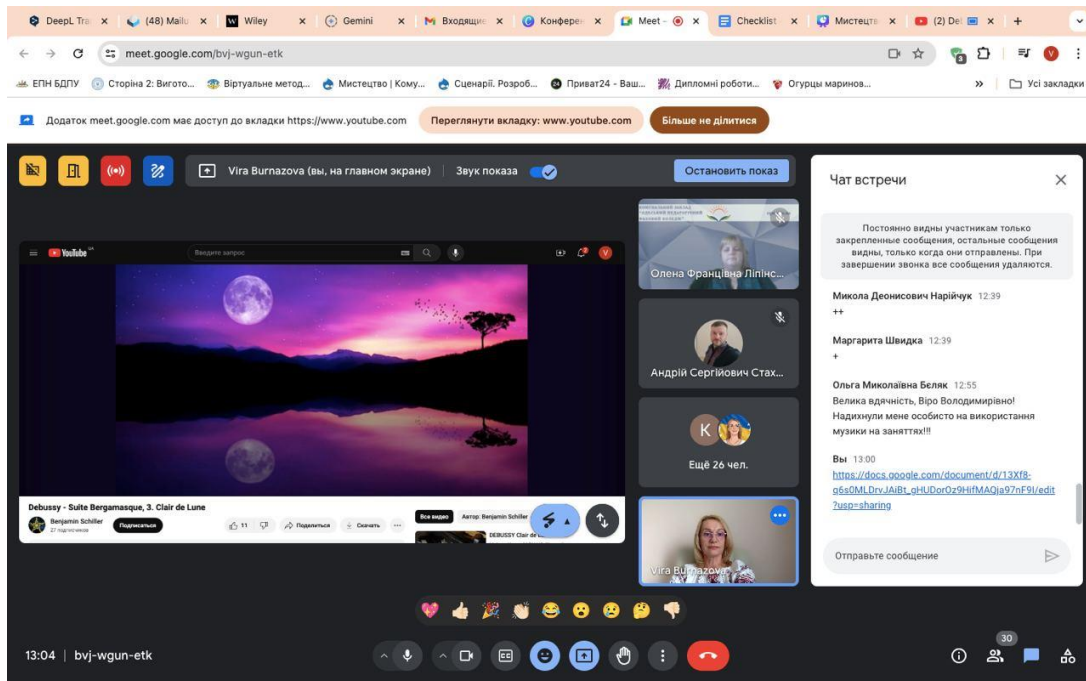 DeepL Tra
(48) Mailu
Wiley
Gemini
Входящие
Конферен
Meet -
Checklist
Мистецтв
(2) Deb
meet.google.com/bvj-wgun-etk
ЕПН БДПУ
Сторінка 2: Вигото...
Віртуальне метод...
Мистецтво | Кому...
Сценарії. Розроб...
Приват24 - Ваш...
Дипломні роботи...
Огурцы маринов...
»
Усі закладки
Додаток meet.google.com має доступ до вкладки https://www.youtube.com
Переглянути вкладку: www.youtube.com
Більше не ділитися
Vira Burnazova (вы, на главном экране)
Звук показа
Остановить показ
YouTube
Введите запрос
Debussy - Suite Bergamasque, 3. Clair de Lune
Benjamin Schiller
Подписаться
11
Поделиться
Скачать
Все видео
Автор: Benjamin Schiller
DEBUSSY Clair de
Олена Францівна Ліпінс...
Андрій Сергійович Стах...
К
Ещё 26 чел.
Vira Burnazova
Чат встречи
Постоянно видны участникам только
закрепленные сообщения, остальные сообщения
видны, только когда они отправлены. При
завершении звонка все сообщения удаляются.
Микола Деонисович Нарійчук 12:39
++
Маргарита Швидка 12:39
+
Ольга Миколаївна Бєляк 12:55
Велика вдячність, Віро Володимирівно!
Надихнули мене особисто на використання
музики на заняттях!!!
Вы 13:00
https://docs.google.com/document/d/13Xf8-
q6s0MLDrvJAiBt_gHUDorOz9HifMAQja97nF9I/edit
?usp=sharing
Отправьте сообщение
13:04 | bvj-wgun-etk
30